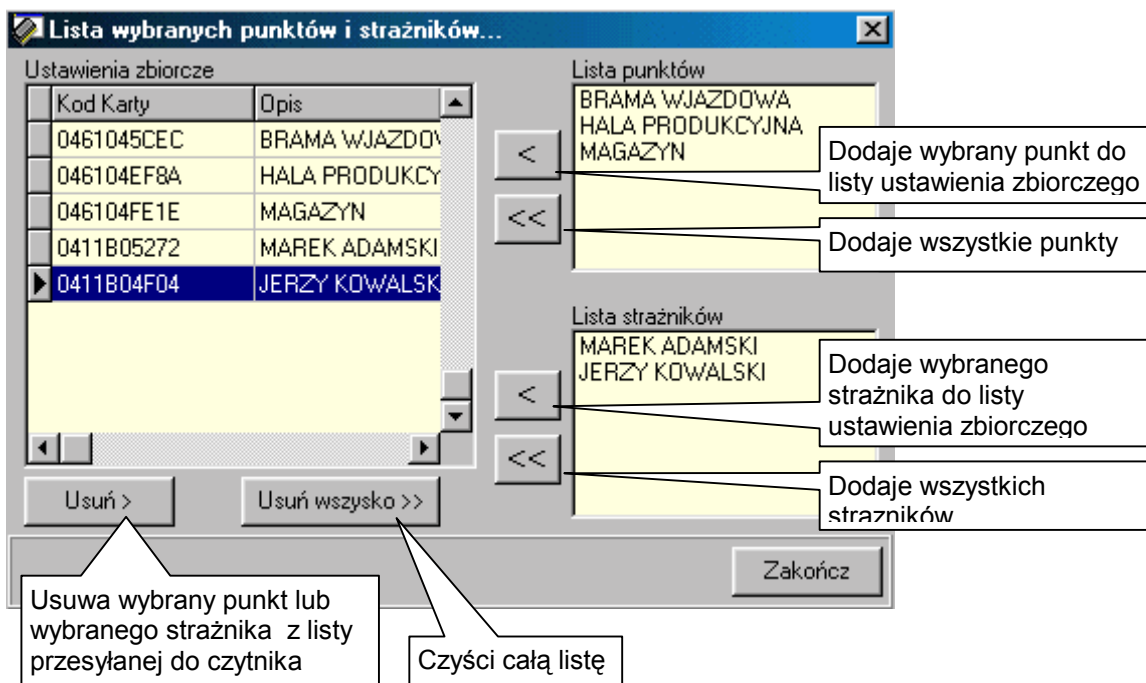 Lista wybranych punktów i strażników...
Ustawienia zbiorcze
Kod Karty Opis
0461045CEC BRAMA WJAZDOW
046104EF8A HALA PRODUKCY
046104FE1E MAGAZYN
0411B05272 MAREK ADAMSKI
0411B04F04 JERZY KOWALSK
Usuń >
Usuń wszysko >>
<
<<
Lista punktów
BRAMA WJAZDOWA
HALA PRODUKCYJNA
MAGAZYN
Dodaje wybrany punkt do
listy ustawienia zbiorczego
Dodaje wszystkie punkty
<
<<
Lista strażników
MAREK ADAMSKI
JERZY KOWALSKI
Dodaje wybranego
strażnika do listy
ustawienia zbiorczego
Dodaje wszystkich
strazników
Zakończ
Usuwa wybrany punkt lub
wybranego strażnika z listy
przesyłanej do czytnika
Czyści całą listę